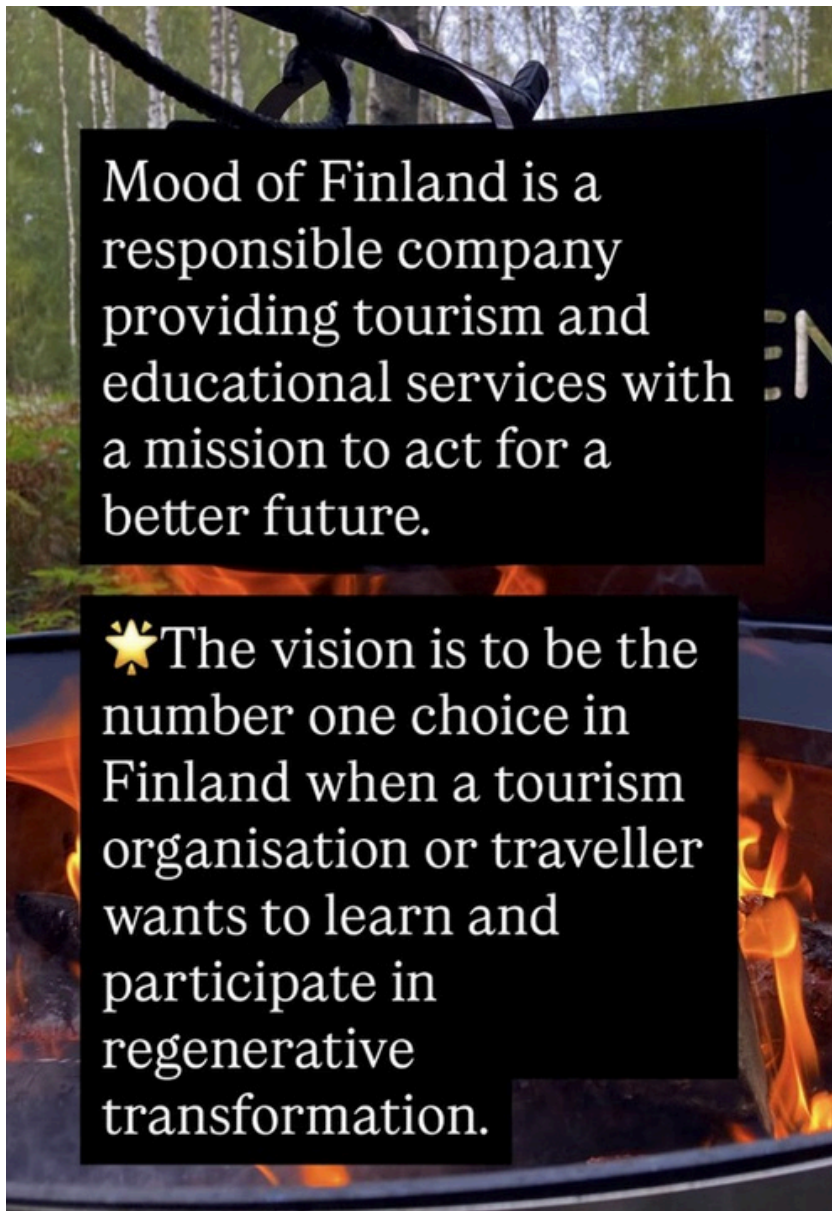 Mood of Finland is a
responsible company
providing tourism and
educational services with
a mission to act for a
better future.
EN
🌟The vision is to be the
number one choice in
Finland when a tourism
organisation or traveller
wants to learn and
participate in
regenerative
transformation.